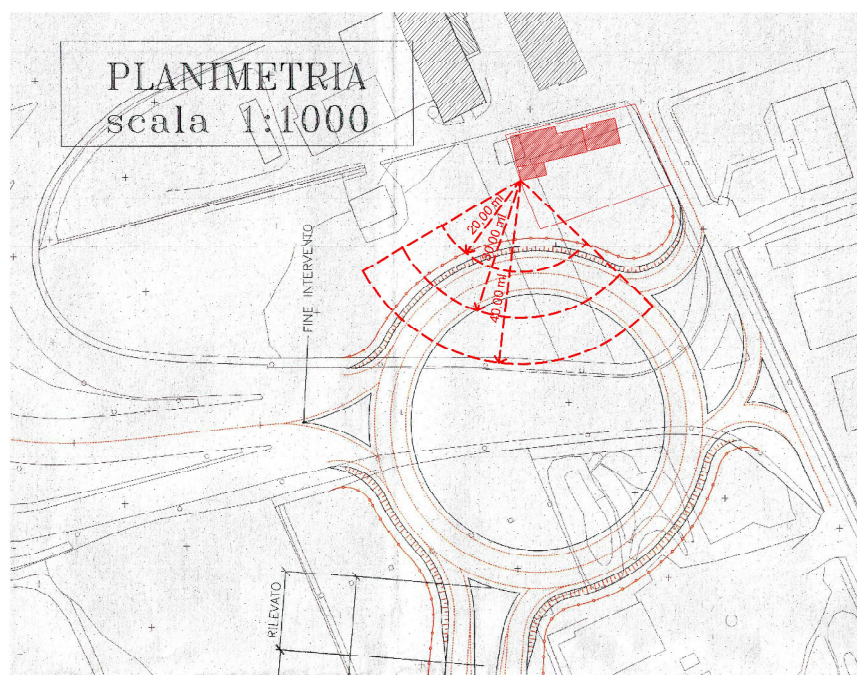 PLANIMETRIA
scala 1:1000
20.00 ml
30.00 ml
40.00 ml
FINE INTERVENTO
RILEVATO